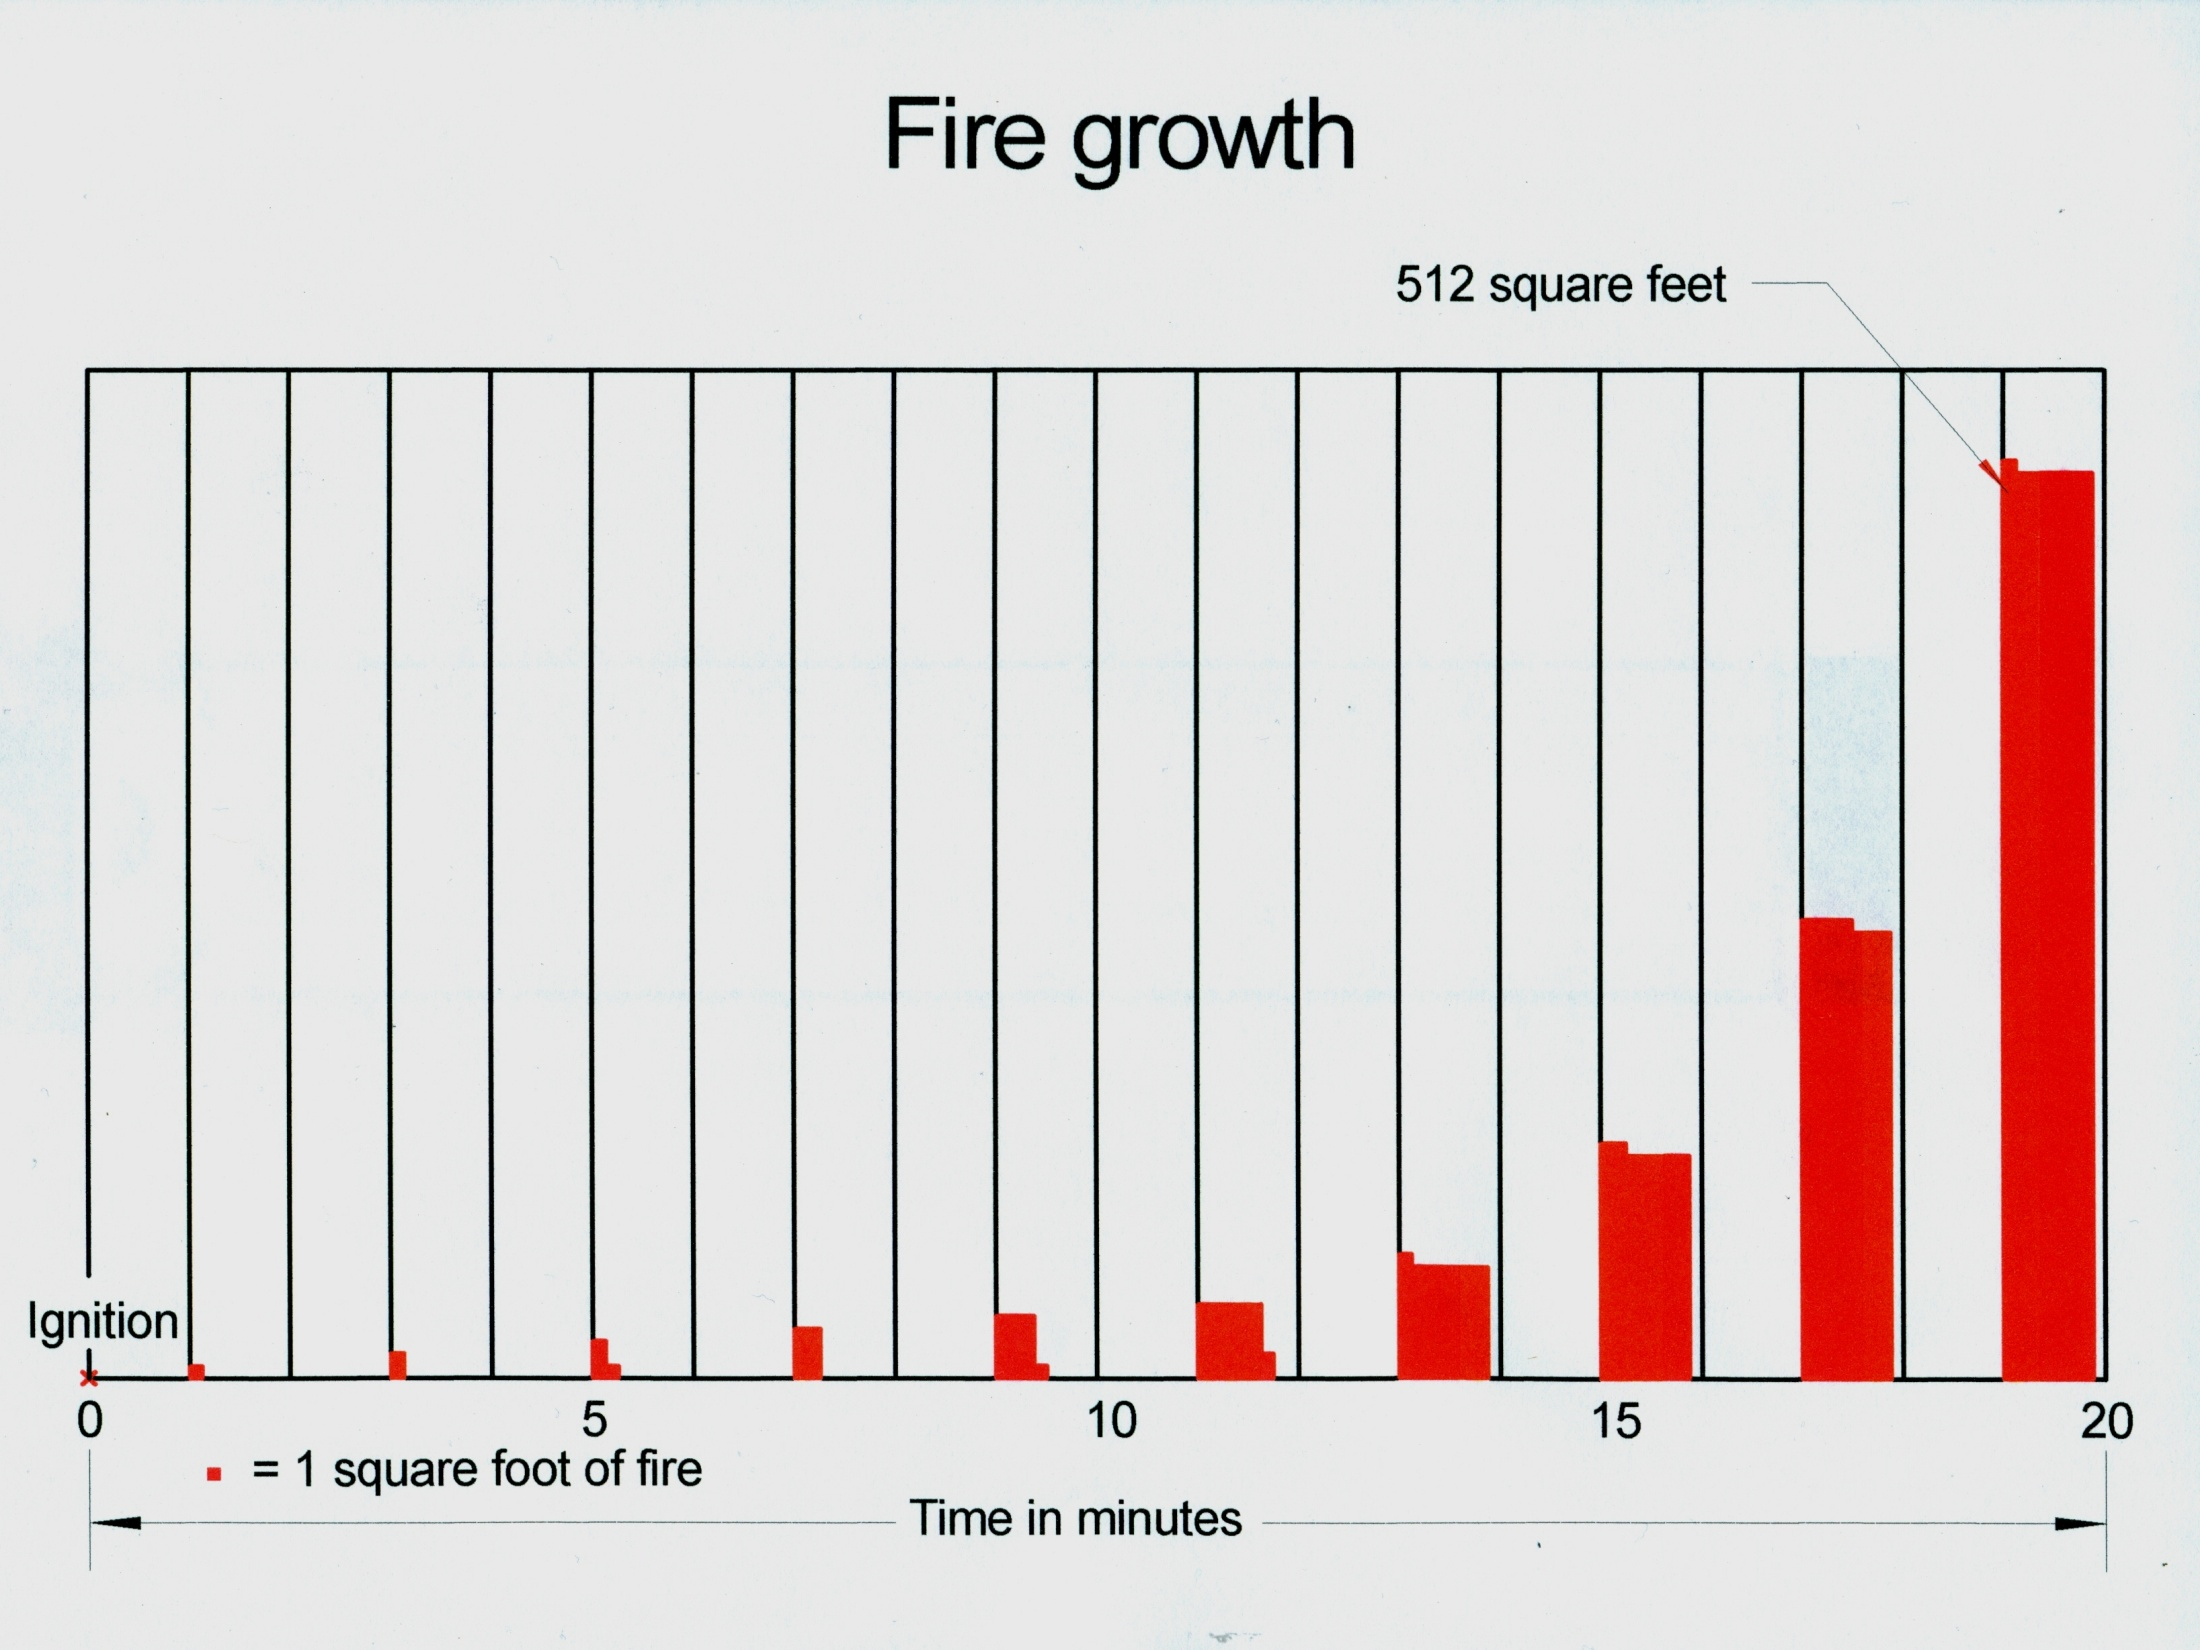 Fire growth
512 square feet
Ignition
0 5 10 15 20
= 1 square foot of fire
Time in minutes